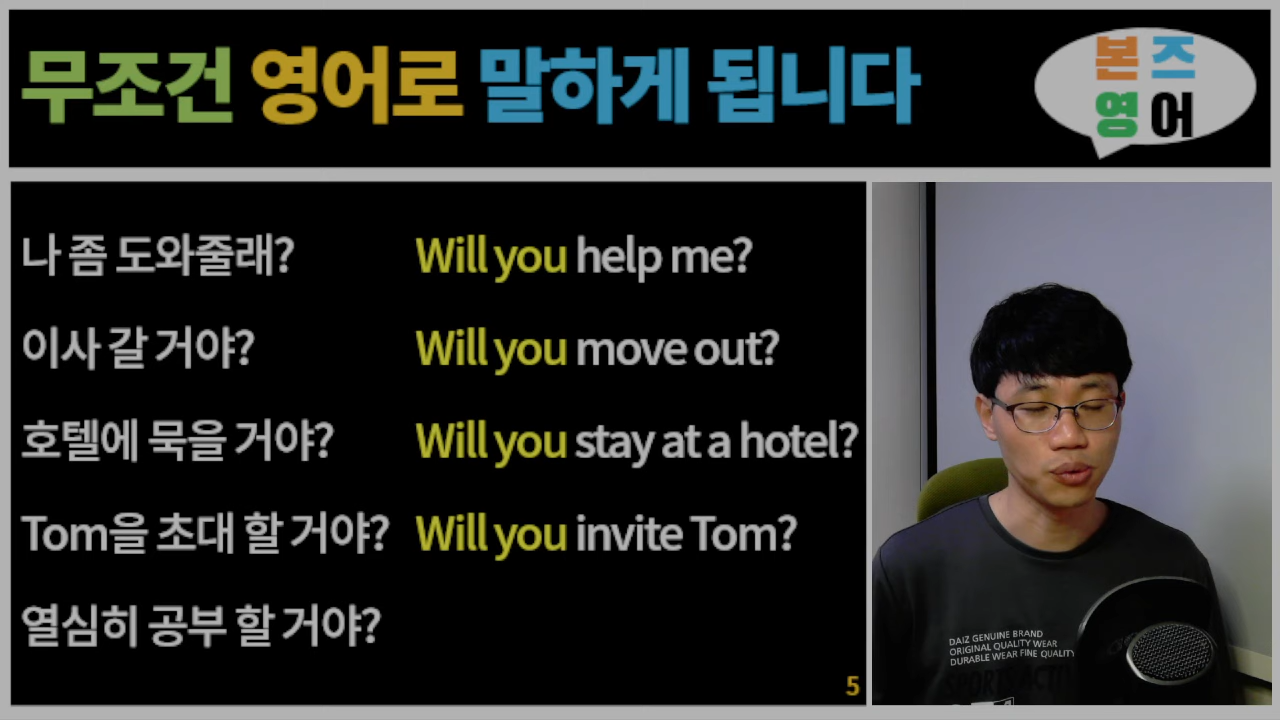 무조건 영어로 말하게 됩니다
본즈
영어
나 좀 도와줄래? Will you help me?
이사 갈 거야? Will you move out?
호텔에 묵을 거야? Will you stay at a hotel?
Tom을 초대 할 거야? Will you invite Tom?
열심히 공부 할 거야?
5
DAIZ GENUINE BRAND
ORIGINAL QUALITY WEAR
DURABLE WEAR FINE QUALITY